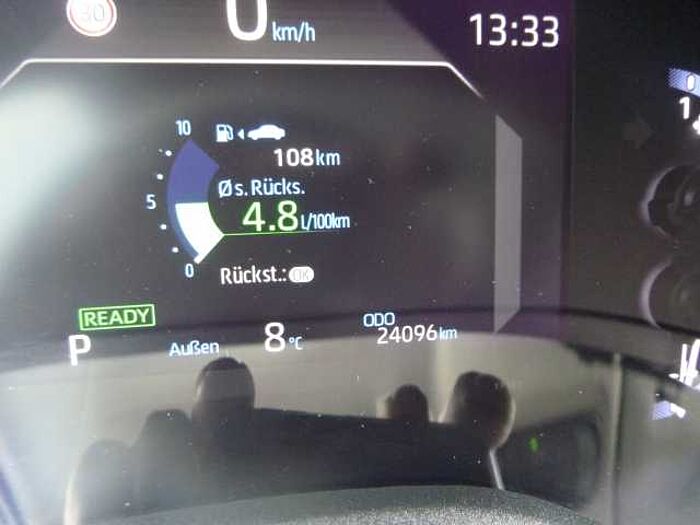 30
0 km/h
13:33
10
108 km
Ø s. Rücks.
5
4.8 L/100km
0
Rückst.: OK
READY
P
Außen 8 °C
ODO
24096 km
1